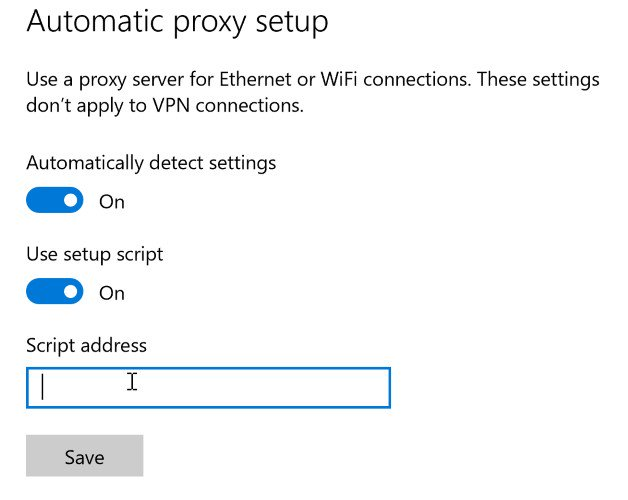 Automatic proxy setup
Use a proxy server for Ethernet or WiFi connections. These settings
don't apply to VPN connections.
Automatically detect settings
On
Use setup script
On
Script address
Save